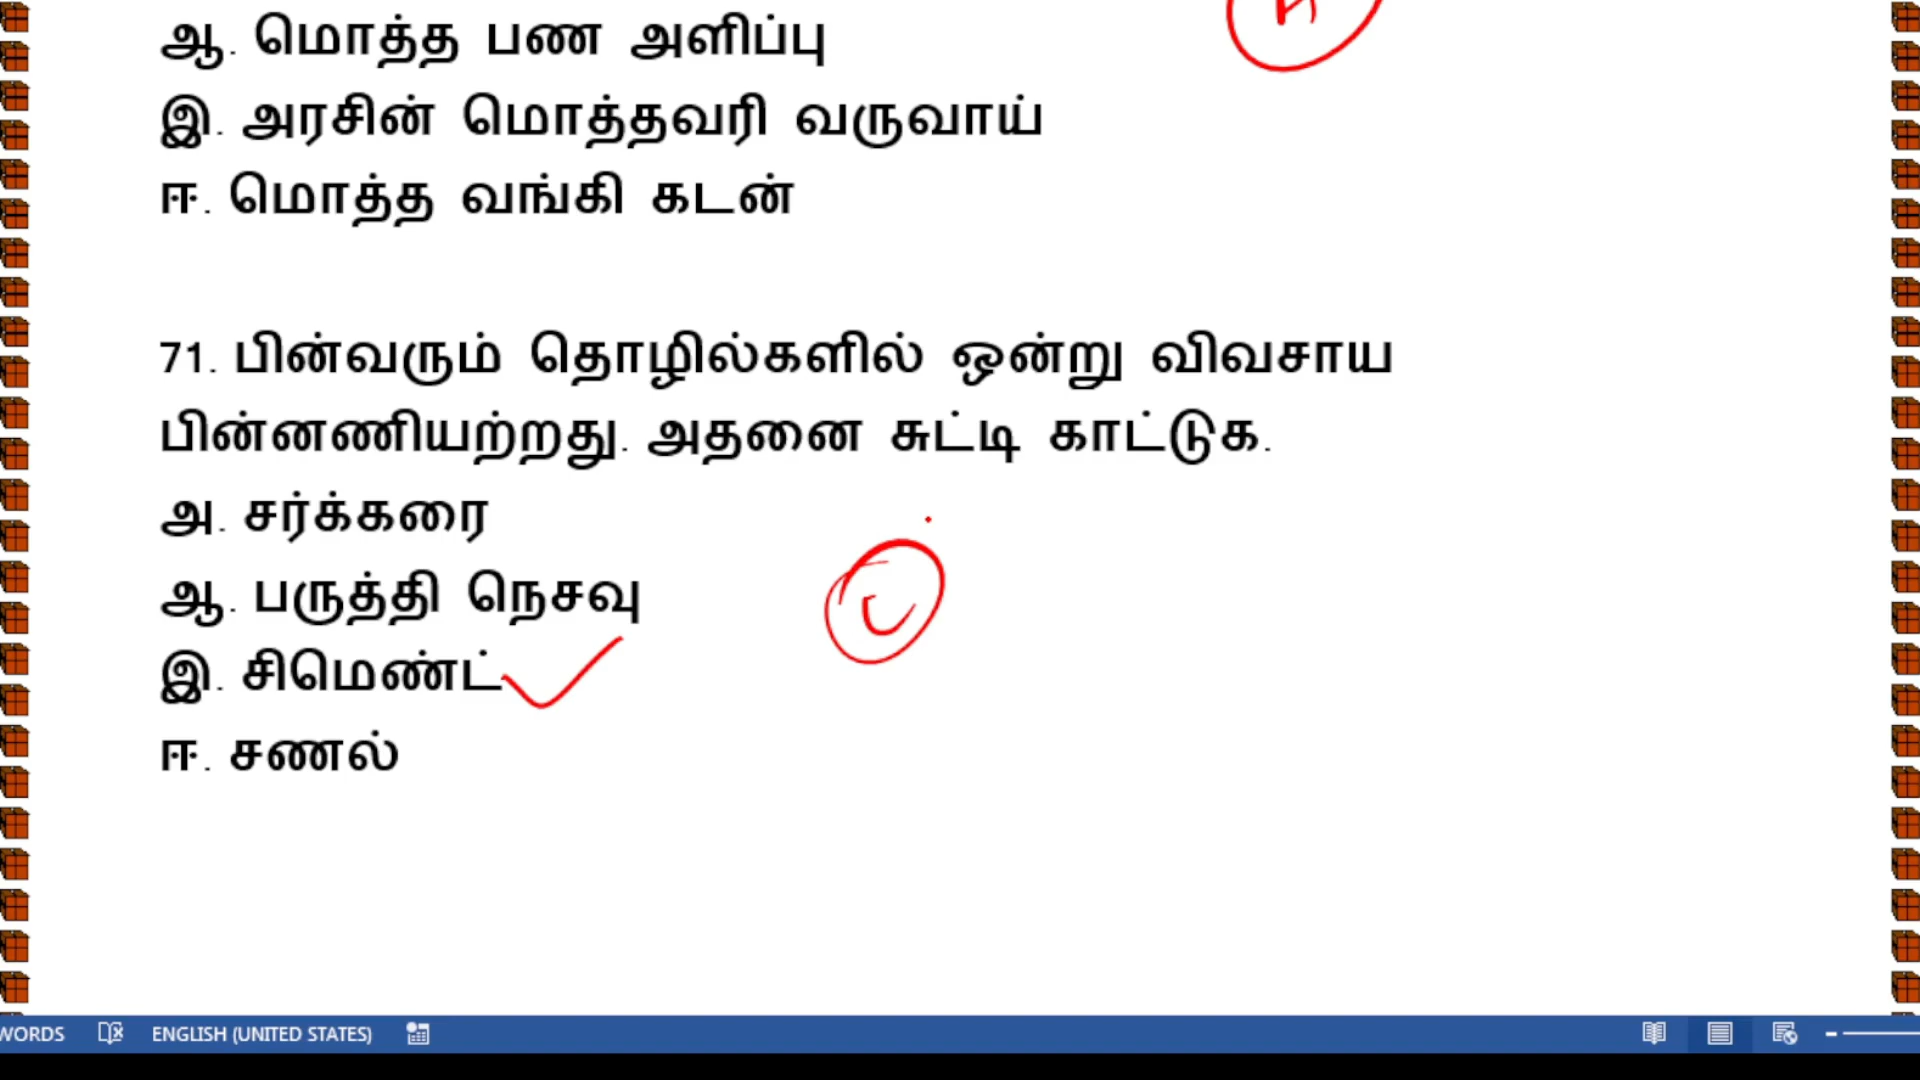 ஆ. மொத்த பண அளிப்பு
A
இ. அரசின் மொத்தவரி வருவாய்
ஈ. மொத்த வங்கி கடன்
71. பின்வரும் தொழில்களில் ஒன்று விவசாய
பின்னணியற்றது. அதனை சுட்டி காட்டுக.
அ. சர்க்கரை
ஆ. பருத்தி நெசவு
C
இ. சிமெண்ட்
ஈ. சணல்
WORDS ENGLISH (UNITED STATES)